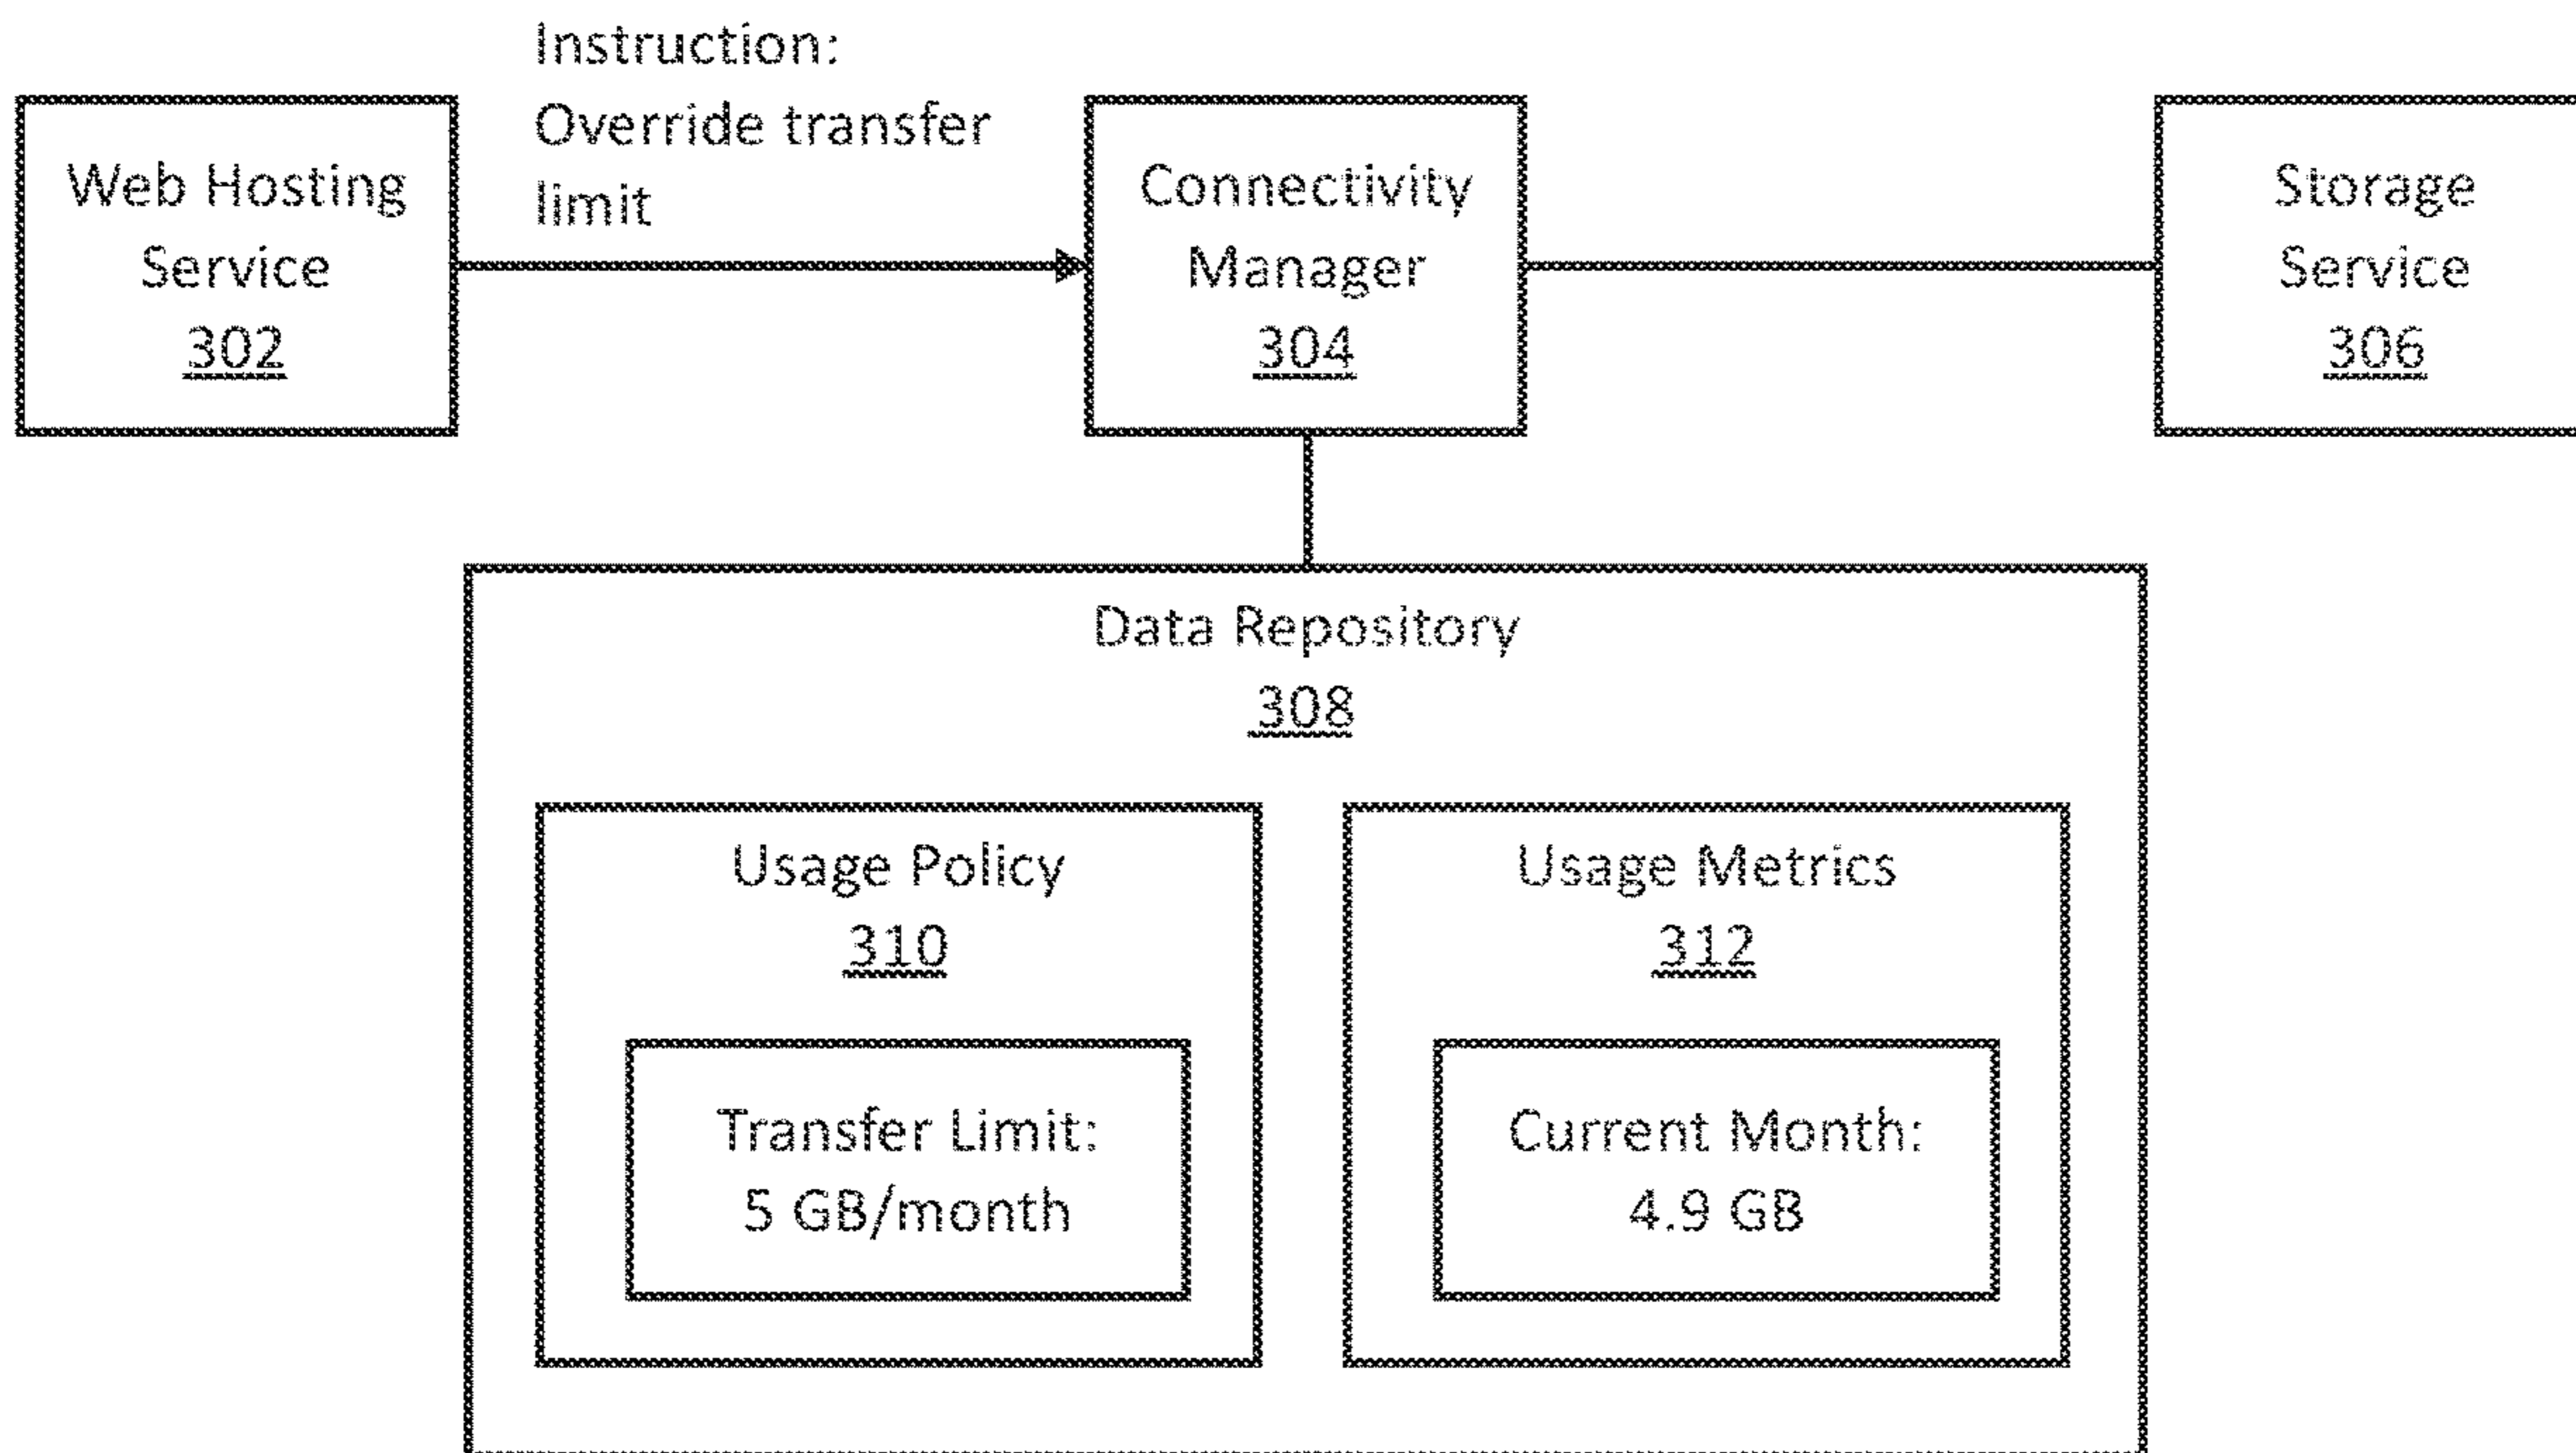 Instruction:
Override transfer
limit
Web Hosting
Service
302
Connectivity
Manager
304
Storage
Service
306
Data Repository
308
Usage Policy
310
Transfer Limit:
5 GB/month
Usage Metrics
312
Current Month:
4.9 GB